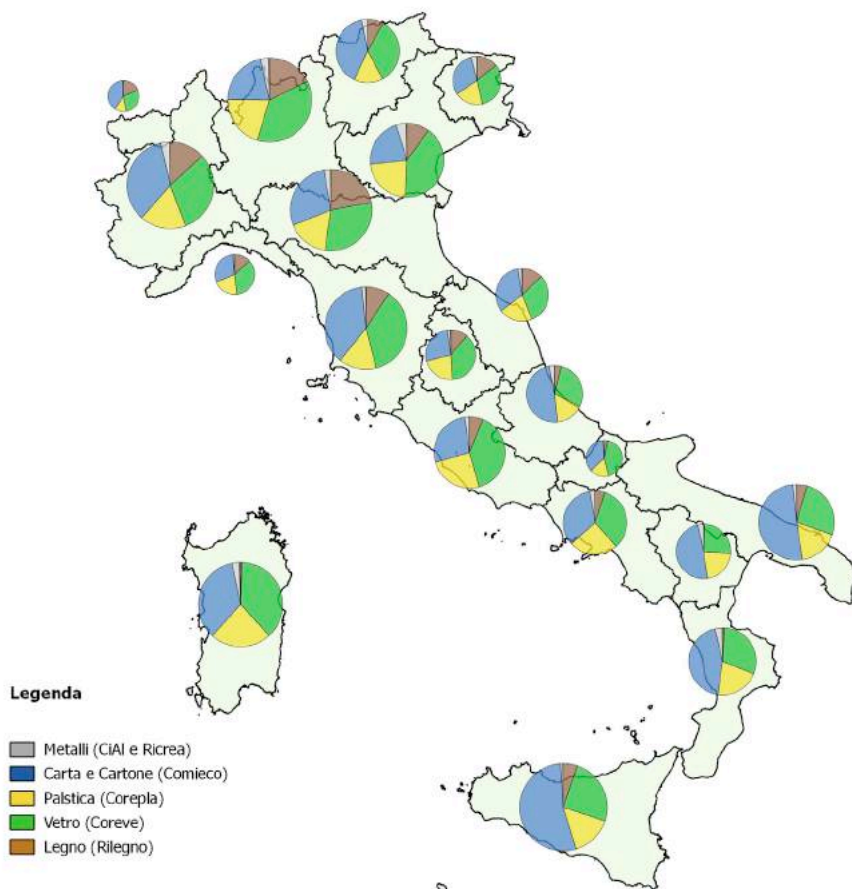 Legenda
Metalli (CiAl e Ricrea)
Carta e Cartone (Comieco)
Palstica (Corepla)
Vetro (Coreve)
Legno (Rilegno)